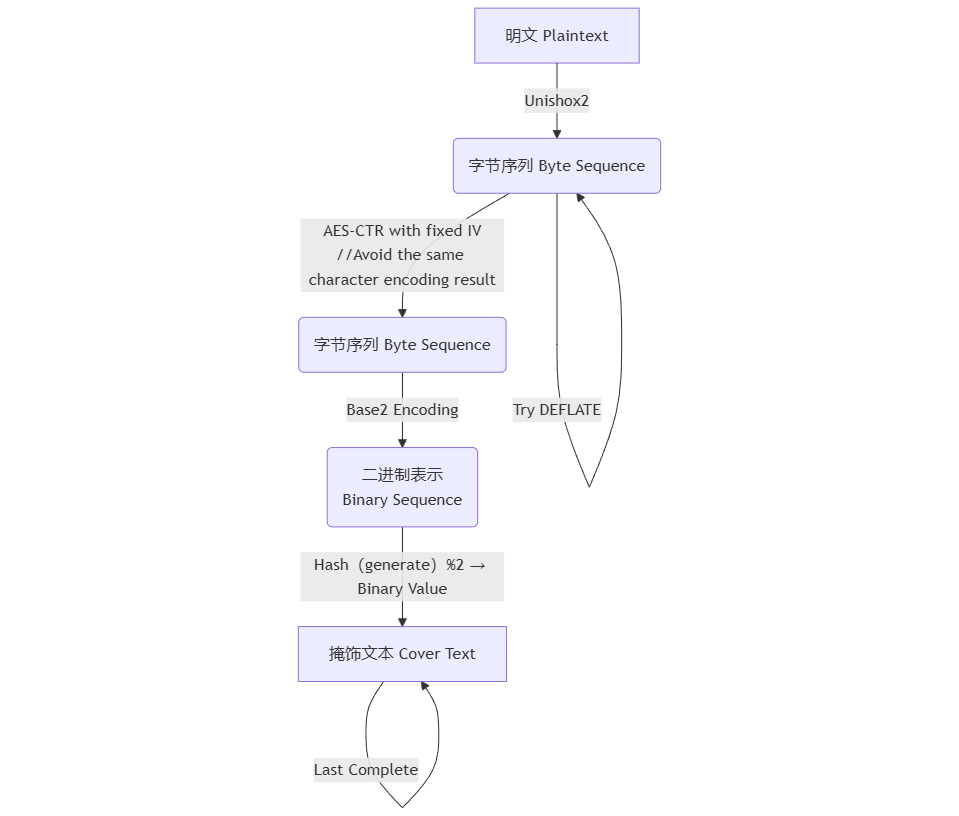 明文 Plaintext
Unishox2
字节序列 Byte Sequence
AES-CTR with fixed IV
//Avoid the same
character encoding result
字节序列 Byte Sequence
Base2 Encoding
Try DEFLATE
二进制表示
Binary Sequence
Hash（generate）%2 →
Binary Value
掩饰文本 Cover Text
Last Complete